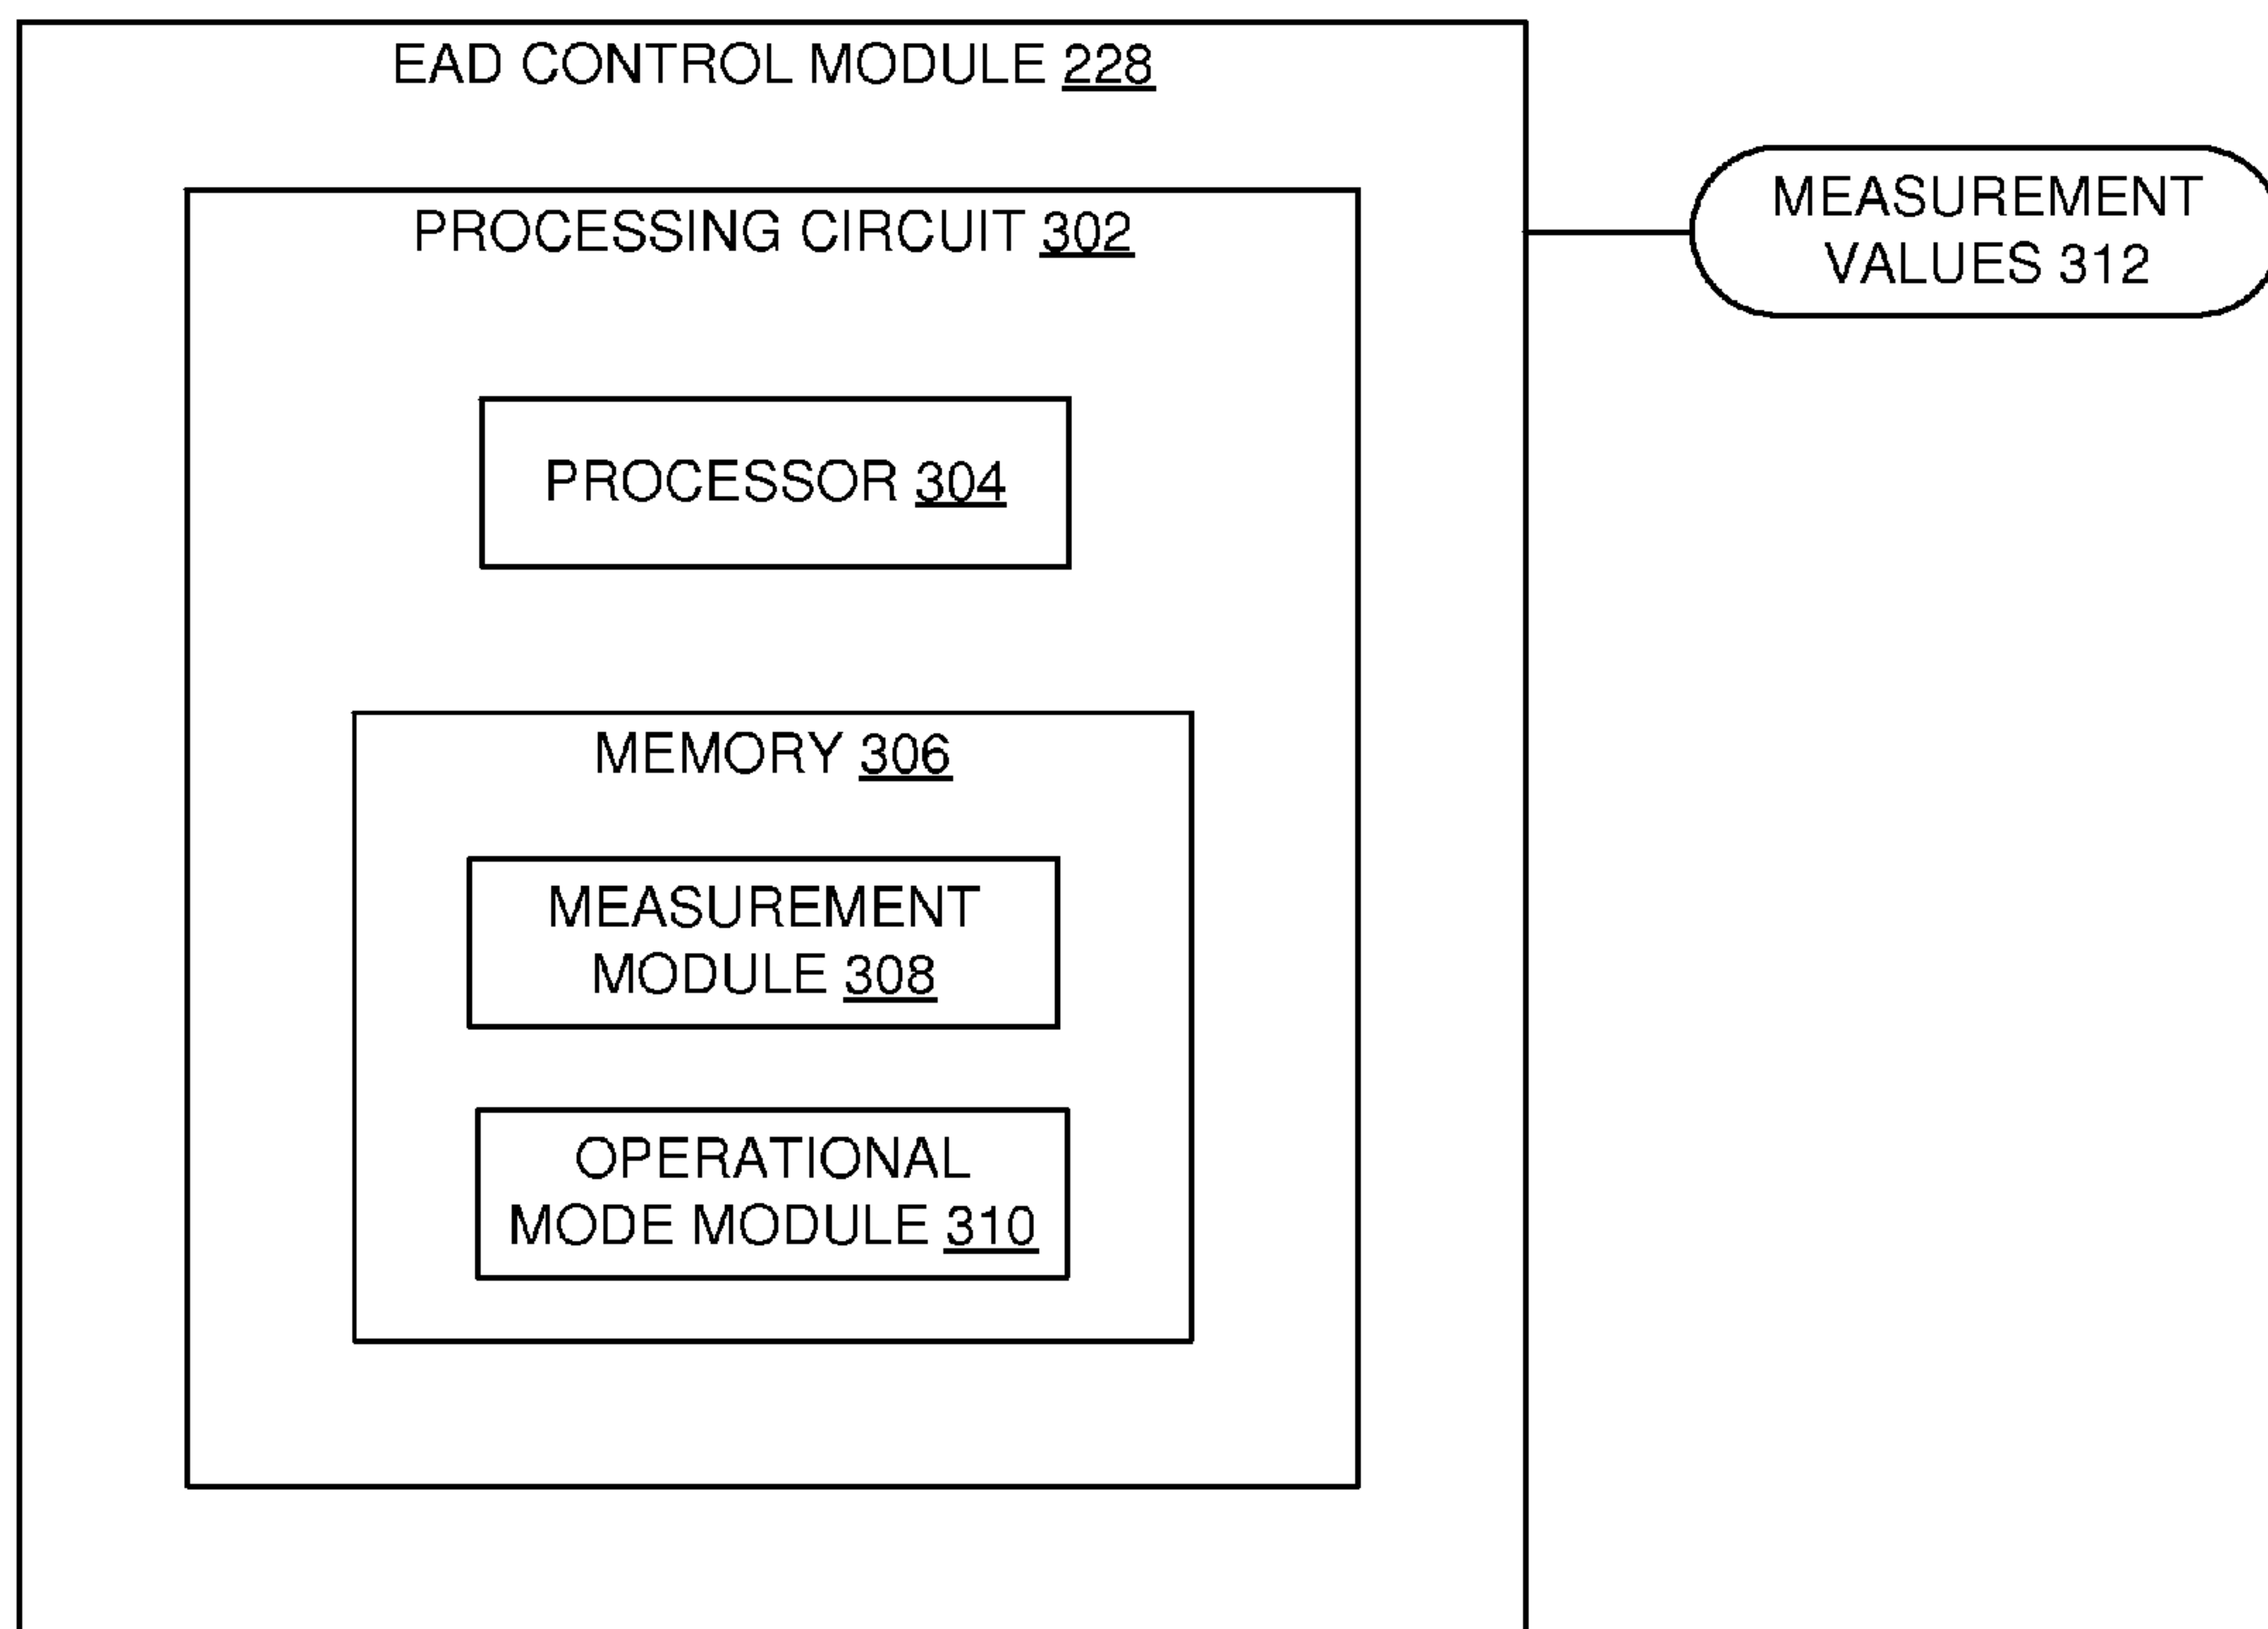 EAD CONTROL MODULE 228
PROCESSING CIRCUIT 302
MEASUREMENT
VALUES 312
PROCESSOR 304
MEMORY 306
MEASUREMENT
MODULE 308
OPERATIONAL
MODE MODULE 310